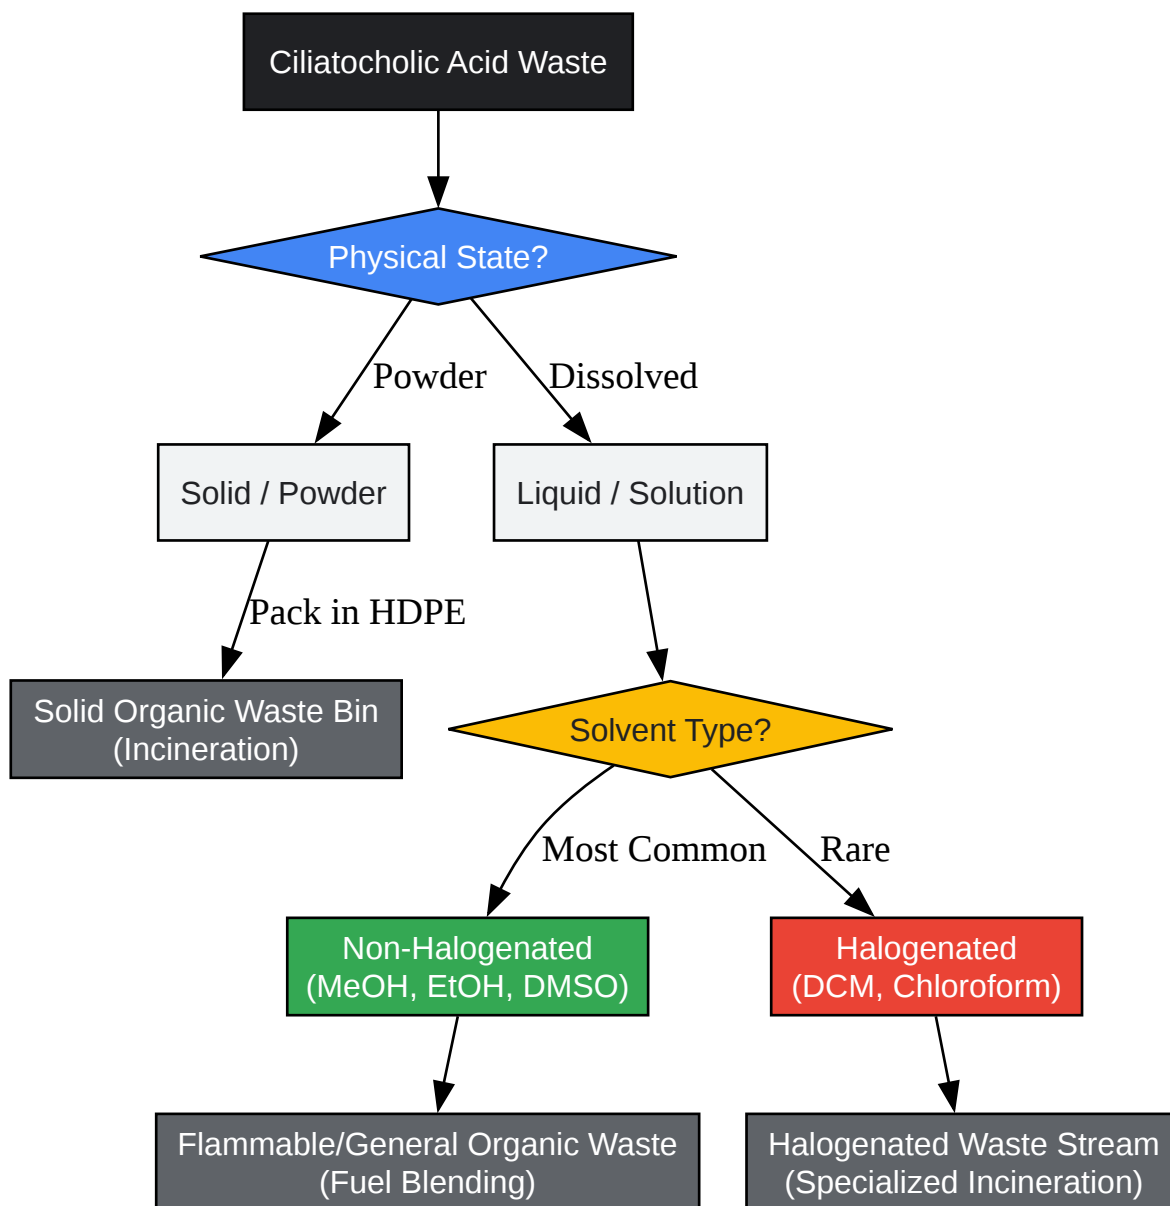 Ciliatocholic Acid Waste
Physical State?
Powder
Dissolved
Solid / Powder
Liquid / Solution
Pack in HDPE
Solid Organic Waste Bin
(Incineration)
Solvent Type?
Most Common
Rare
Non-Halogenated
(MeOH, EtOH, DMSO)
Halogenated
(DCM, Chloroform)
Flammable/General Organic Waste
(Fuel Blending)
Halogenated Waste Stream
(Specialized Incineration)